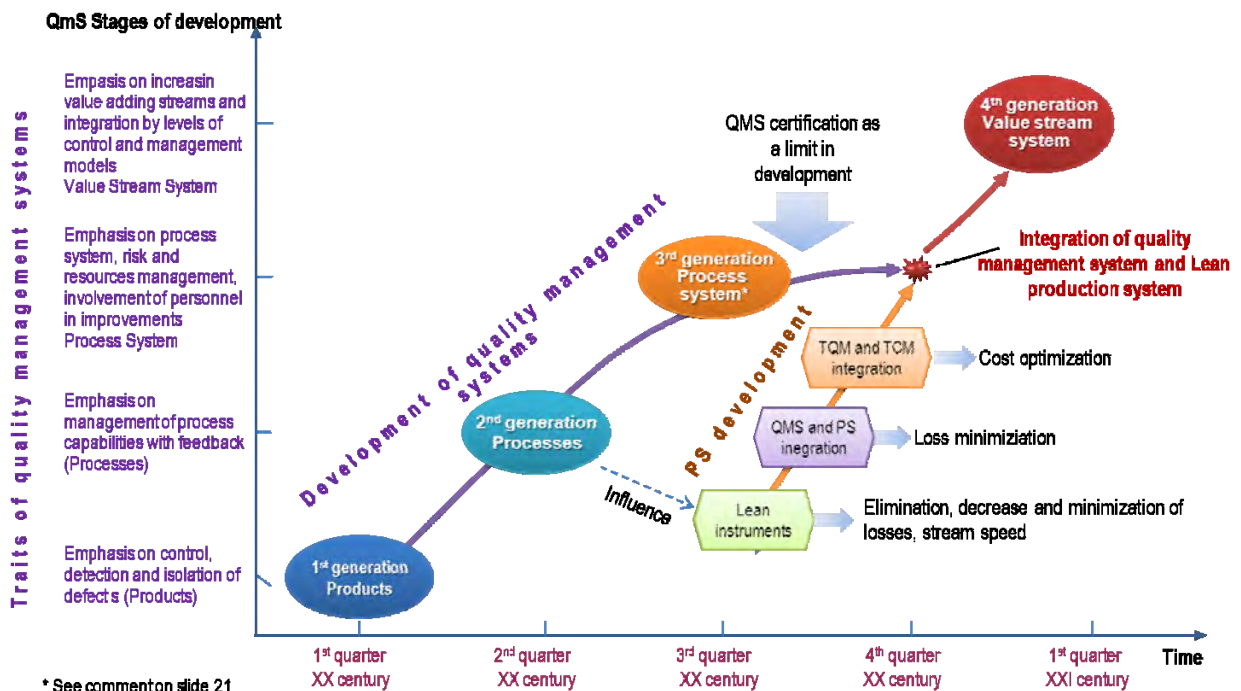 QmS Stages of development
Traits of quality management systems
Empasis on increasin
value adding streams and
integration by levels of
control and management
models
Value Stream System
Emphasis on process
system, risk and
resources management,
involvement of personnel
in improvements
Process System
Emphasis on
management of process
capabilities with feedback
(Processes)
Emphasis on control,
detection and isolation of
defects (Products)
Development of quality management
systems
QMS certification as
a limit in
development
4th generation
Value stream
system
3rd generation
Process
system*
Integration of quality
management system and Lean
production system
PS development
TQM and TCM
integration
Cost optimization
2nd generation
Processes
QMS and PS
inegration
Loss minimiziation
Influence
Lean
instruments
Elimination, decrease and minimization of
losses, stream speed
1st generation
Products
1st quarter
XX century
2nd quarter
XX century
3rd quarter
XX century
4th quarter
XX century
1st quarter
XXI century
Time
* See comment on slide 21